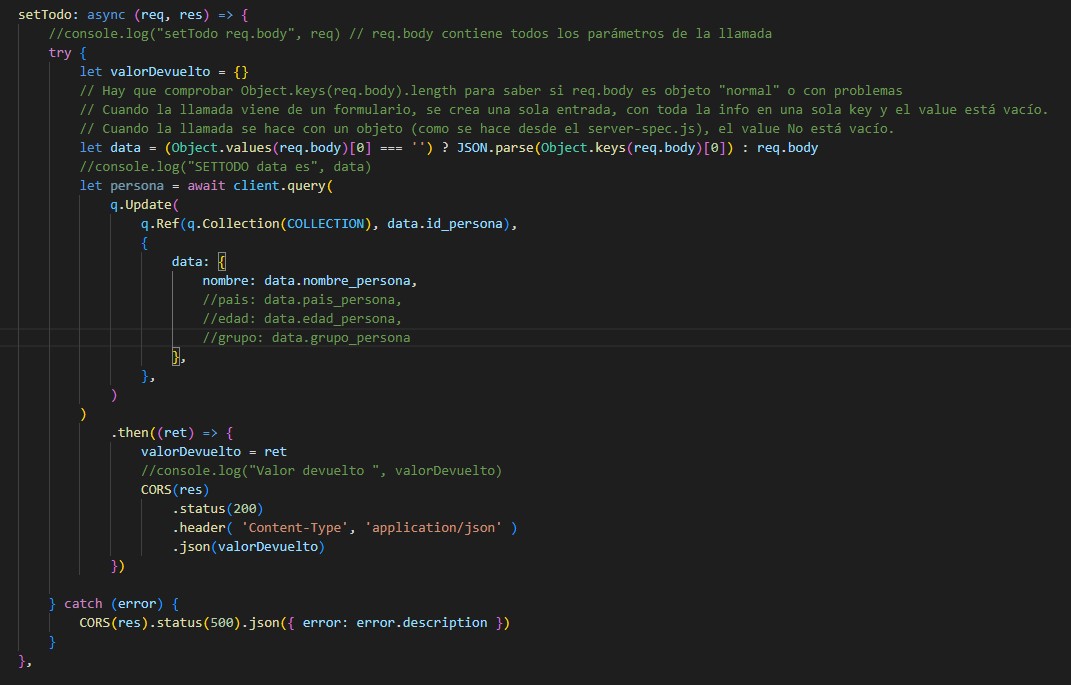 setTodo: async (req, res) => {
//console.log("setTodo req.body", req) // req.body contiene todos los parámetros de la llamada
try {
let valorDevuelto = {}
// Hay que comprobar Object.keys(req.body).length para saber si req.body es objeto "normal" o con problemas
// Cuando la llamada viene de un formulario, se crea una sola entrada, con toda la info en una sola key y el value está vacío.
// Cuando la llamada se hace con un objeto (como se hace desde el server-spec.js), el value No está vacío.
let data = (Object.values(req.body)[0] === '') ? JSON.parse(Object.keys(req.body)[0]) : req.body
//console.log("SETTODO data es", data)
let persona = await client.query(
q.Update(
q.Ref(q.Collection(COLLECTION), data.id_persona),
{
data: {
nombre: data.nombre_persona,
//pais: data.pais_persona,
//edad: data.edad_persona,
//grupo: data.grupo_persona
},
},
)
)
.then((ret) => {
valorDevuelto = ret
//console.log("Valor devuelto ", valorDevuelto)
CORS(res)
.status(200)
.header( 'Content-Type', 'application/json' )
.json(valorDevuelto)
})
} catch (error) {
CORS(res).status(500).json({ error: error.description })
}
},